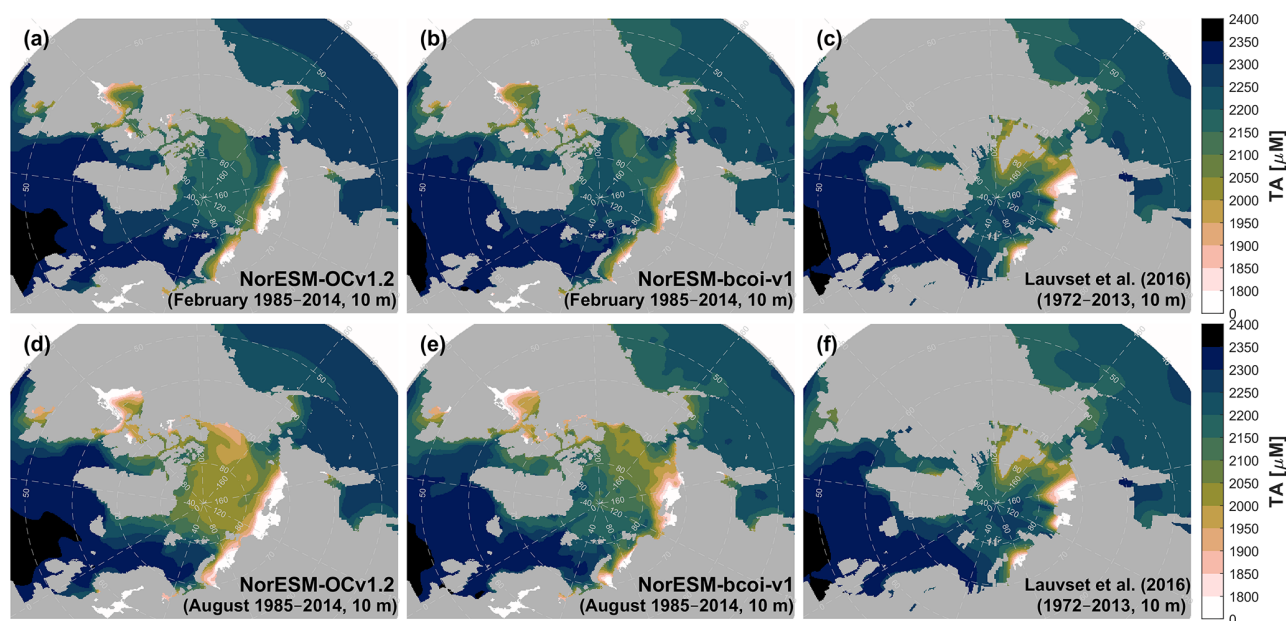 (a)
NorESM-OCv1.2
(February 1985–2014, 10 m)
(b)
NorESM-bcoi-v1
(February 1985–2014, 10 m)
(c)
Lauvset et al. (2016)
(1972–2013, 10 m)
2400
2350
2300
2250
2200
2150
2100
2050
2000
1950
1900
1850
1800
0
TA [μM]
(d)
NorESM-OCv1.2
(August 1985–2014, 10 m)
(e)
NorESM-bcoi-v1
(August 1985–2014, 10 m)
(f)
Lauvset et al. (2016)
(1972–2013, 10 m)
2400
2350
2300
2250
2200
2150
2100
2050
2000
1950
1900
1850
1800
0
TA [μM]